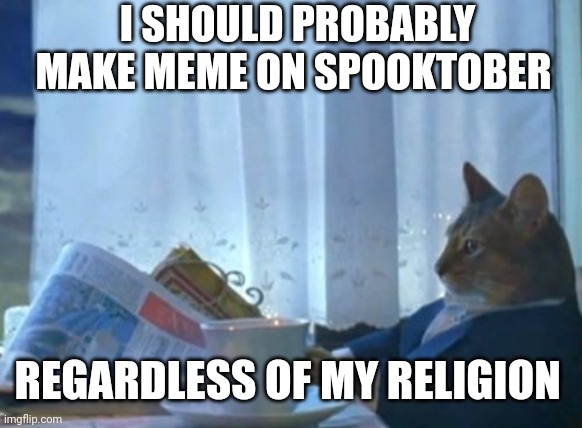 I SHOULD PROBABLY
MAKE MEME ON SPOOKTOBER
REGARDLESS OF MY RELIGION
imgflip.com